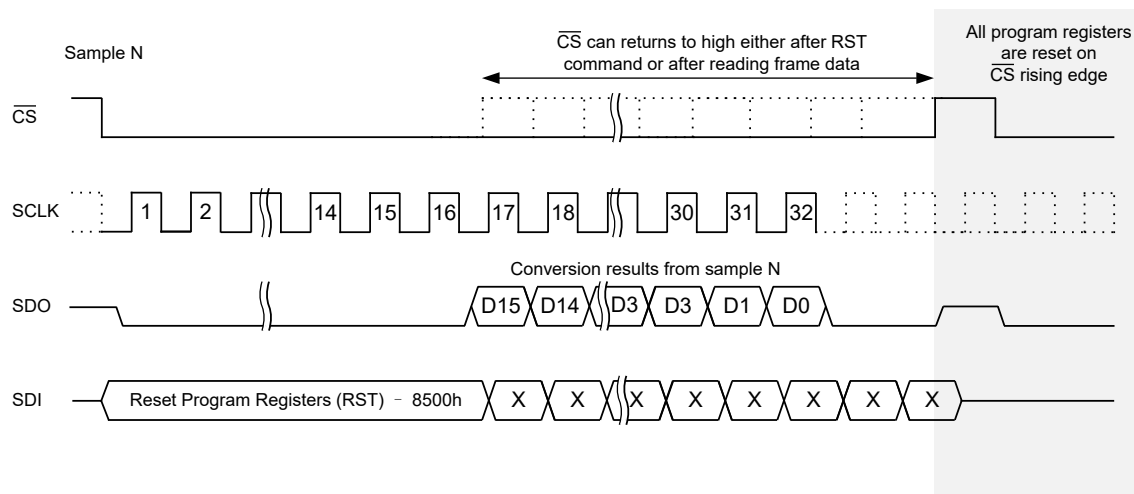 Sample N
CS can returns to high either after RST
command or after reading frame data
All program registers
are reset on
CS rising edge
CS
SCLK
1 2 14 15 16 17 18 30 31 32
Conversion results from sample N
SDO
D15 D14 D3 D3 D1 D0
SDI
Reset Program Registers (RST) – 8500h X X X X X X X X